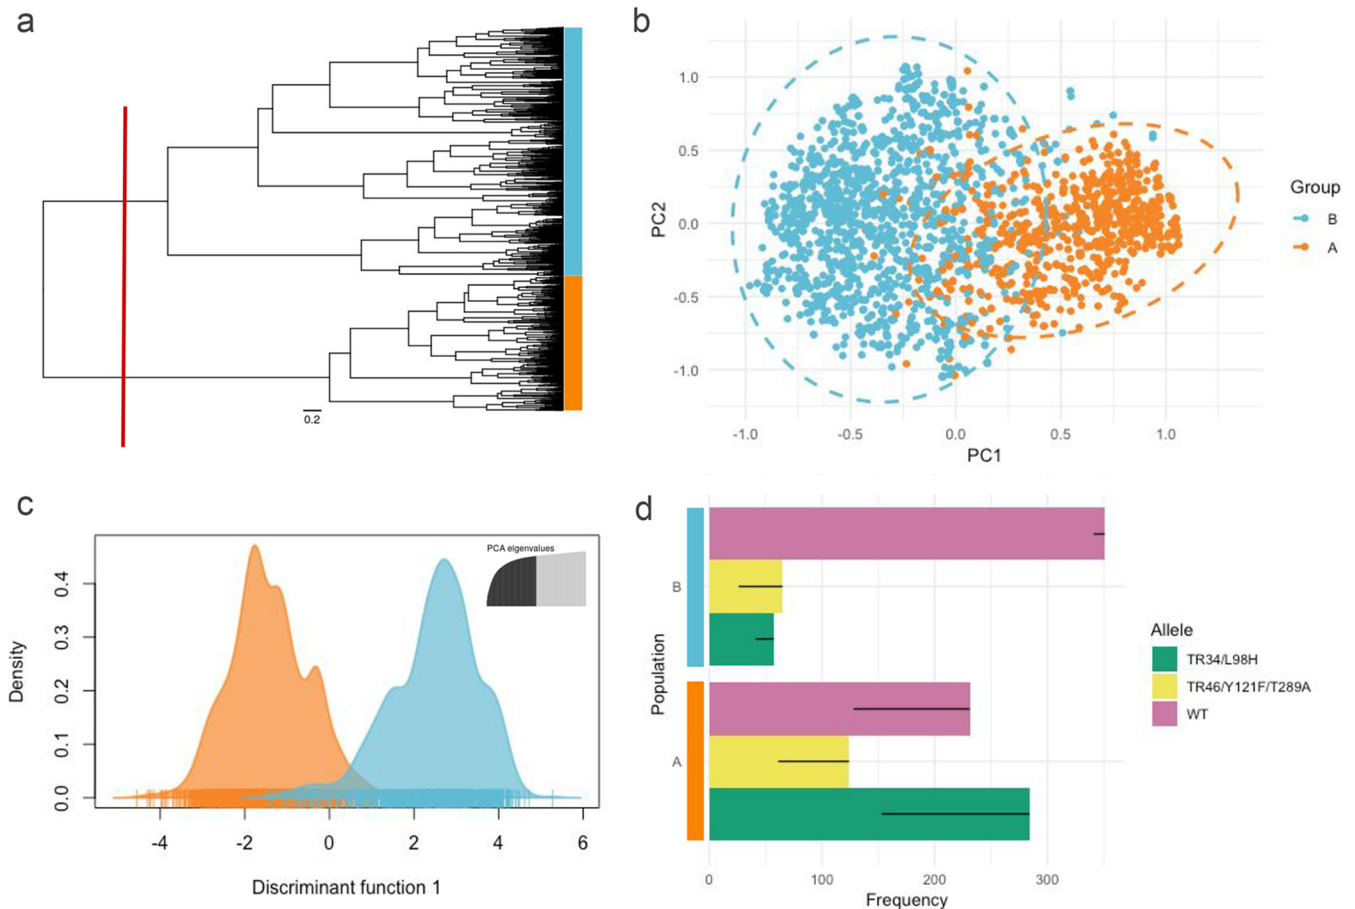 a
0.2
b
1.0
0.5
0.0
-0.5
-1.0
PC2
-1.0 -0.5 0.0 0.5 1.0
PC1
Group
B
A
c
PCA eigenvalues
0.4
0.3
0.2
0.1
0.0
Density
-4 -2 0 2 4 6
Discriminant function 1
d
B
A
Population
0 100 200 300
Frequency
Allele
TR34/L98H
TR46/Y121F/T289A
WT